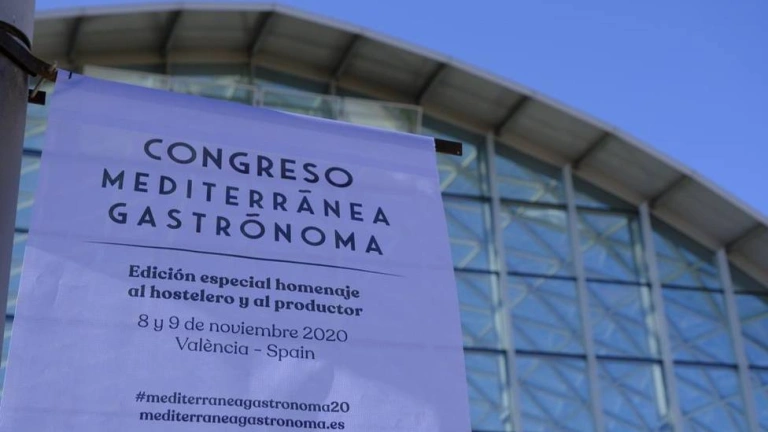 CONGRESO
MEDITERRÁNEA
GASTRÓNOMA
Edición especial homenaje
al hostelero y al productor
8 y 9 de noviembre 2020
València - Spain
#mediterraneagastronoma20
mediterraneagastronoma.es